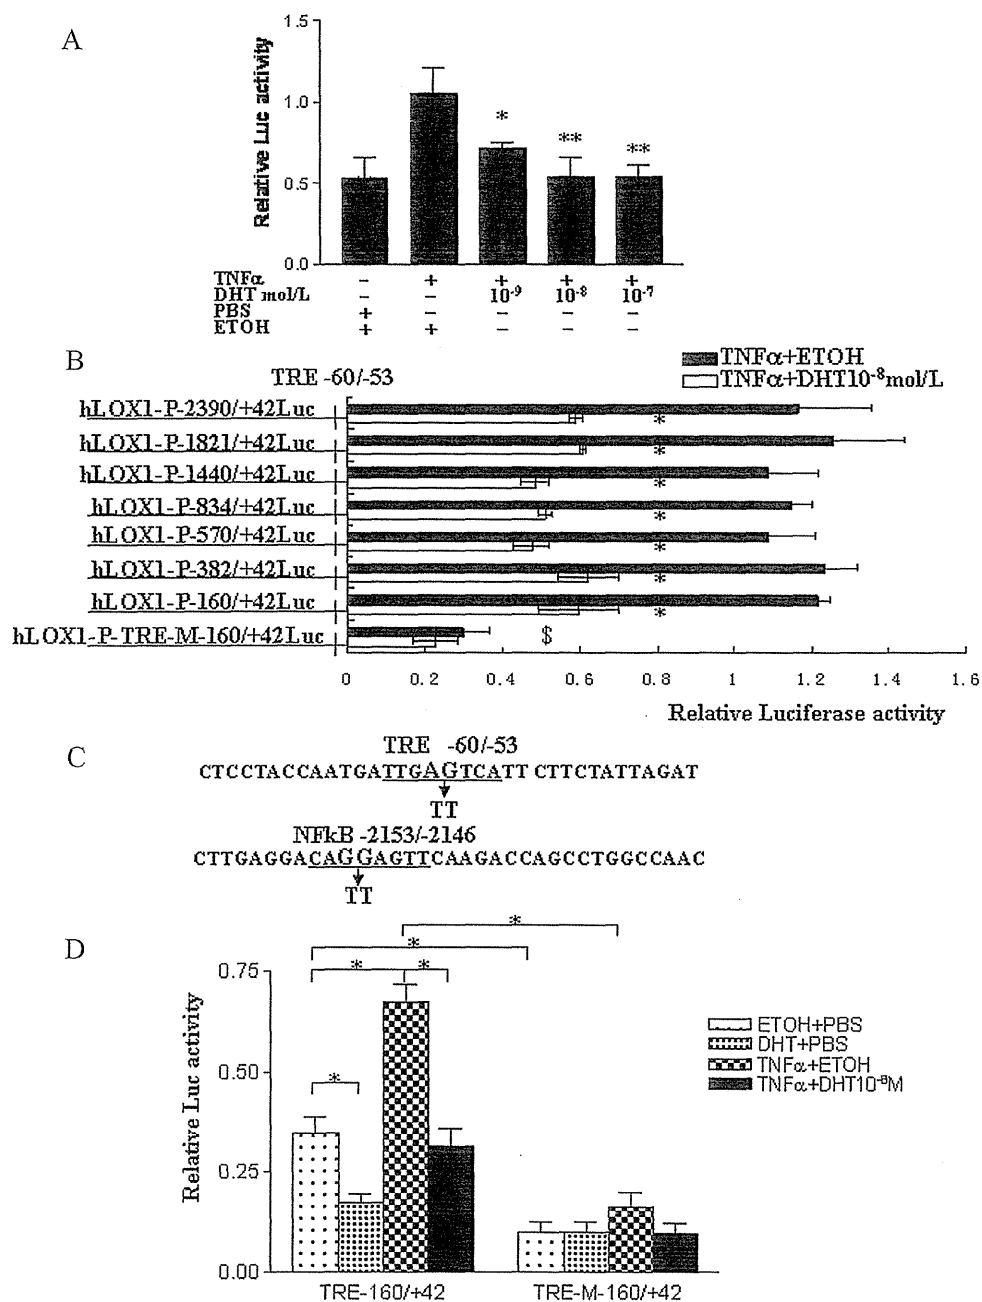 A
1.5
1.0
0.5
0.0
Relative Luc activity
* ** **
TNFα - + + + +
DHT mol/L - - 10-9 10-8 10-7
PBS + - - - -
ETOH + + - - -
B
TNFα+ETOH
TNFα+DHT10-8mol/L
TRE -60/-53
hLOX1-P-2390/+42Luc *
hLOX1-P-1821/+42Luc *
hLOX1-P-1440/+42Luc *
hLOX1-P-834/+42Luc *
hLOX1-P-570/+42Luc *
hLOX1-P-382/+42Luc *
hLOX1-P-160/+42Luc *
hLOX1-P-TRE-M-160/+42Luc $
0 0.2 0.4 0.6 0.8 1 1.2 1.4 1.6
Relative Luciferase activity
C
TRE -60/-53
CTCCTACCAATGATTGAGTCATT CTTCTATTAGAT
TT
NFkB -2153/-2146
CTTGAGGACAGGAGTTCAAGACCAGCCTGGCCAAC
TT
D
*
*
* *
*
0.75
0.50
0.25
0.00
Relative Luc activity
ETOH+PBS
DHT+PBS
TNFα+ETOH
TNFα+DHT10-8M
TRE-160/+42 TRE-M-160/+42